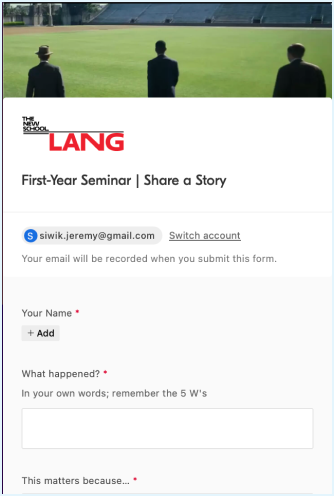 THE
NEW
SCHOOL
LANG
First-Year Seminar | Share a Story
S siwik.jeremy@gmail.com Switch account
Your email will be recorded when you submit this form.
Your Name *
+ Add
What happened? *
In your own words; remember the 5 W's
This matters because... *